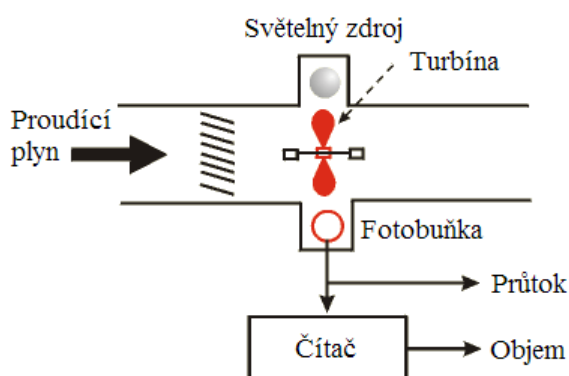 Světelný zdroj
Turbína
Proudící
plyn
Fotobuňka
Průtok
Čítač
Objem